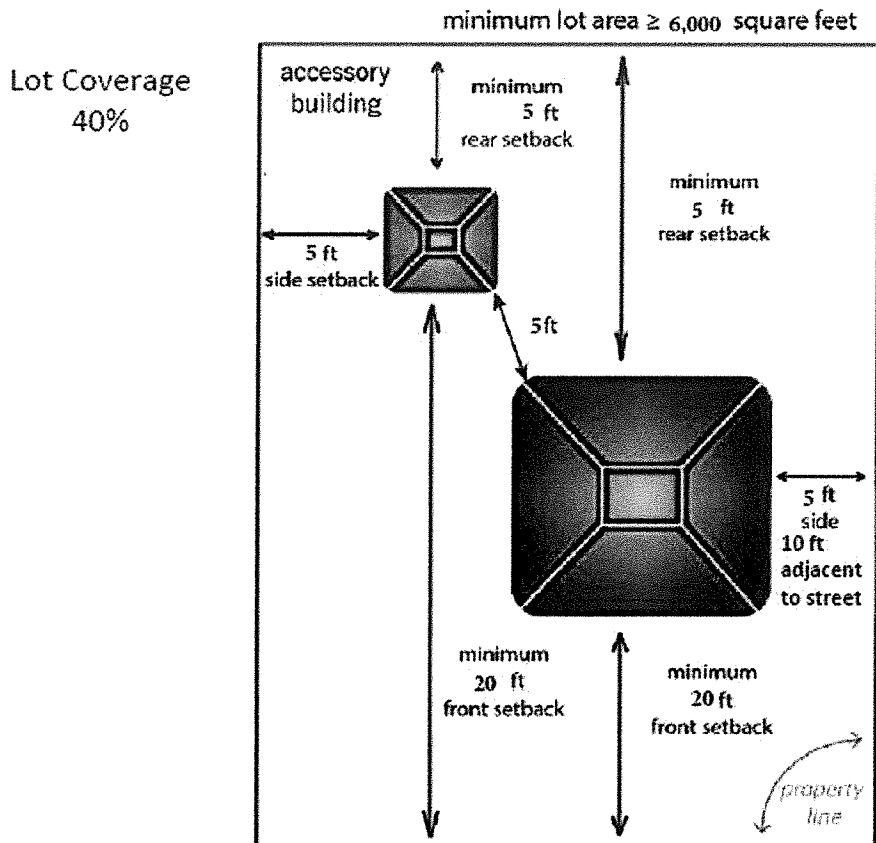 minimum lot area ≥ 6,000 square feet
Lot Coverage
40%
accessory
building
minimum
5 ft
rear setback
minimum
5 ft
rear setback
5 ft
side setback
5 ft
5 ft
side
10 ft
adjacent
to street
minimum
20 ft
front setback
minimum
20 ft
front setback
property
line